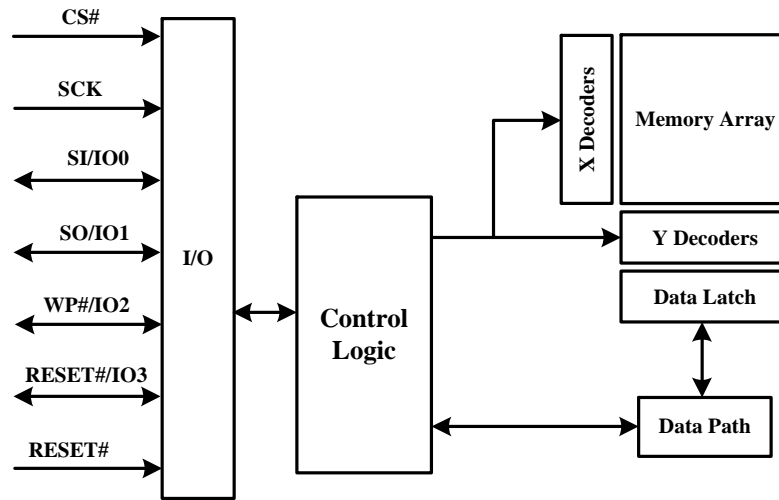 CS#
SCK
SI/IO0
SO/IO1
WP#/IO2
RESET#/IO3
RESET#
I/O
Control
Logic
X Decoders
Memory Array
Y Decoders
Data Latch
Data Path